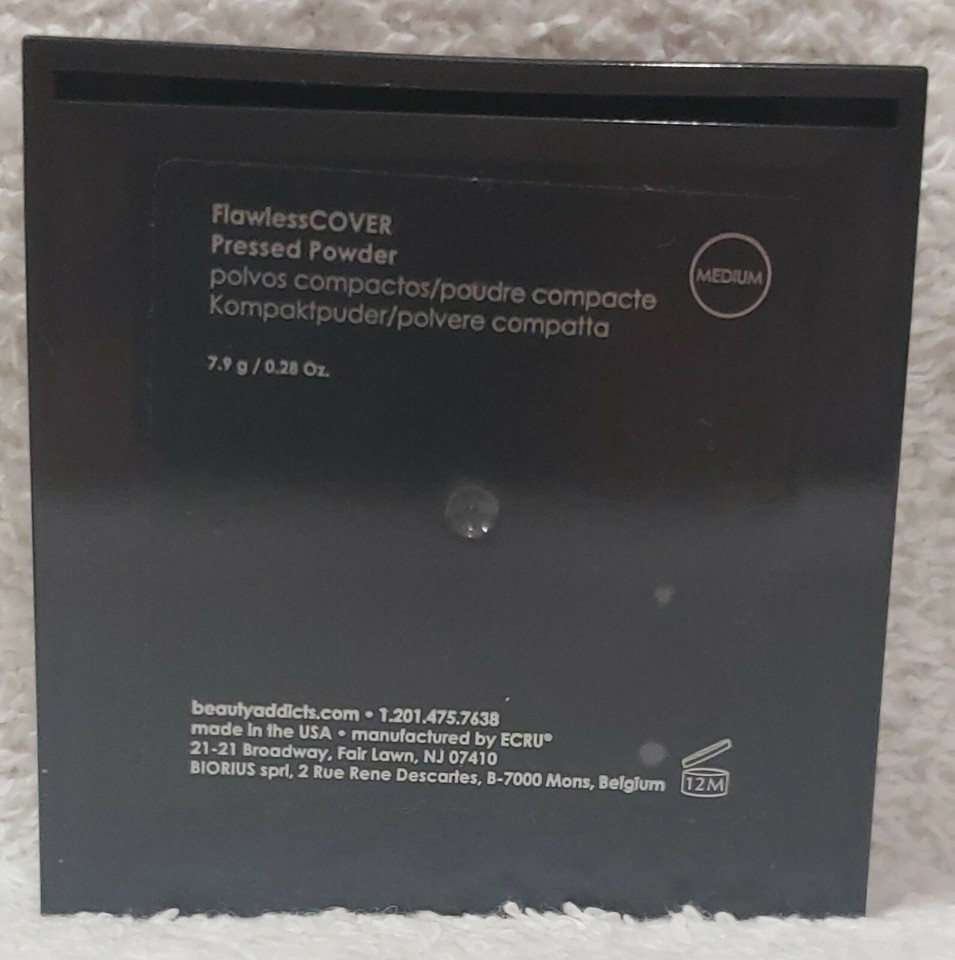 FlawlessCOVER
Pressed Powder
polvos compactos/poudre compacte
Kompaktpuder/polvere compatta
MEDIUM
7.9 g / 0.28 Oz.
beautyaddicts.com • 1.201.475.7638
made in the USA • manufactured by ECRU®
21-21 Broadway, Fair Lawn, NJ 07410
BIORIUS sprl, 2 Rue Rene Descartes, B-7000 Mons, Belgium
12M